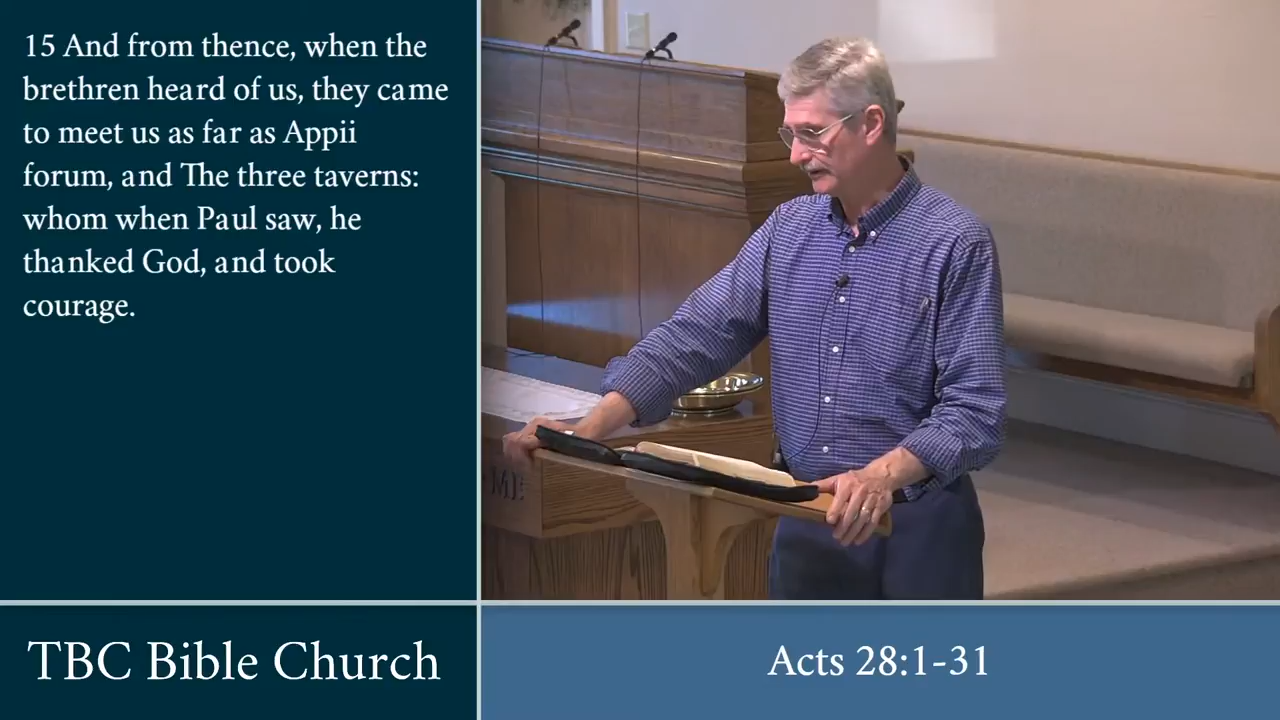 15 And from thence, when the
brethren heard of us, they came
to meet us as far as Appii
forum, and The three taverns:
whom when Paul saw, he
thanked God, and took
courage.
TBC Bible Church
Acts 28:1-31